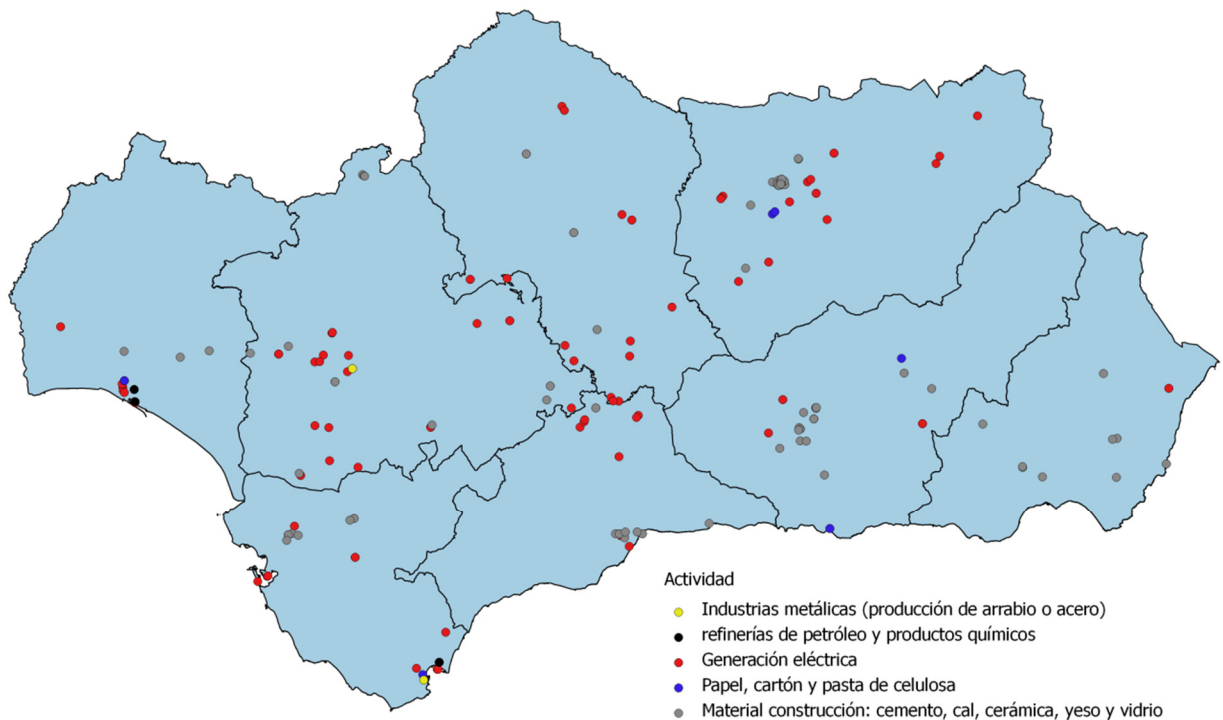 Actividad
Industrias metálicas (producción de arrabio o acero)
refinerías de petróleo y productos químicos
Generación eléctrica
Papel, cartón y pasta de celulosa
Material construcción: cemento, cal, cerámica, yeso y vidrio